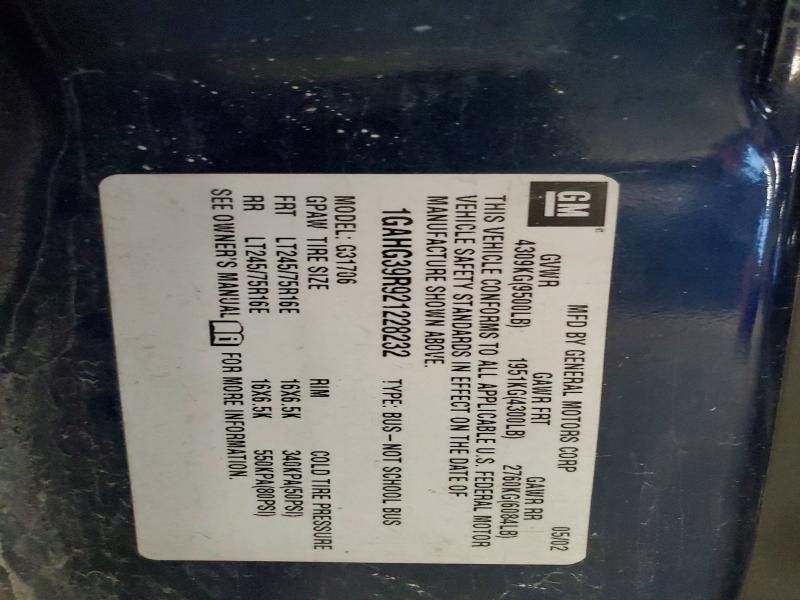 GM
MFD BY GENERAL MOTORS CORP 05/02
GVWR GAWR FRT GAWR RR
4309KG(9500LB) 1951KG(4300LB) 2760KG(6084LB)
THIS VEHICLE CONFORMS TO ALL APPLICABLE U.S. FEDERAL MOTOR
VEHICLE SAFETY STANDARDS IN EFFECT ON THE DATE OF
MANUFACTURE SHOWN ABOVE.
1GAHG39R921228232 TYPE: BUS-NOT SCHOOL BUS
MODEL: G31706
GPAW TIRE SIZE RIM COLD TIRE PRESSURE
FRT LT245/75R16E 16X6.5K 340KPA(50PSI)
RR LT245/75R16E 16X6.5K 550KPA(80PSI)
SEE OWNER'S MANUAL FOR MORE INFORMATION.